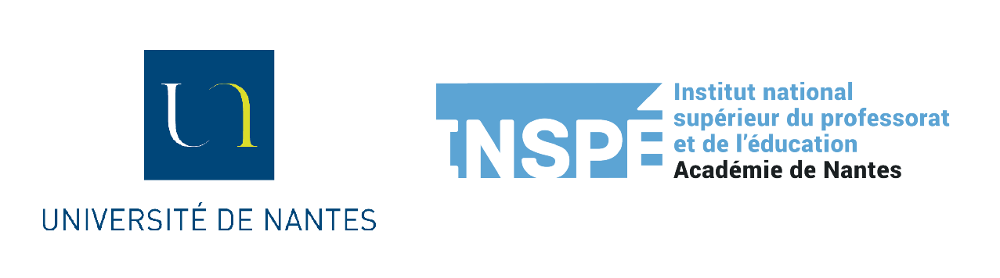 un
UNIVERSITÉ DE NANTES
INSPÉ
Institut national
supérieur du professorat
et de l'éducation
Académie de Nantes